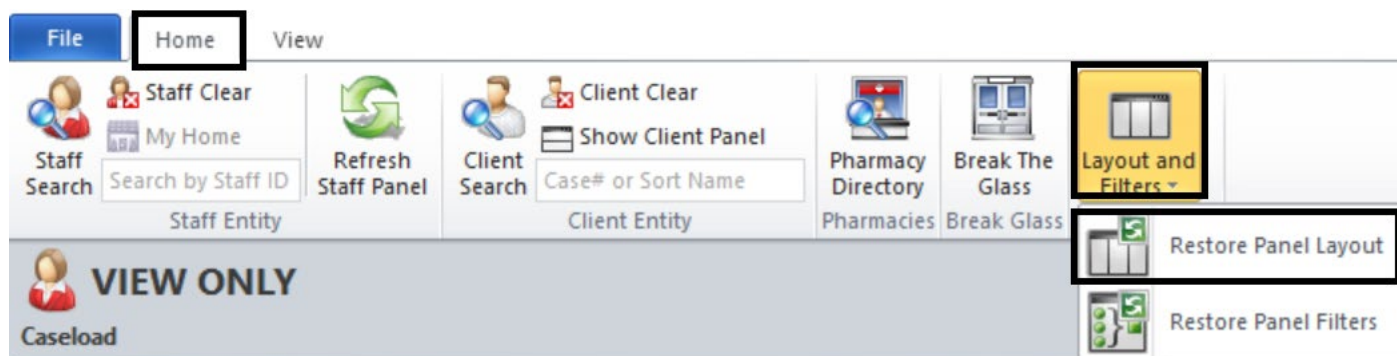 File Home View
Staff Search
Staff Clear
My Home
Search by Staff ID
Refresh Staff Panel
Staff Entity
Client Search
Client Clear
Show Client Panel
Case# or Sort Name
Client Entity
Pharmacy Directory
Pharmacies
Break The Glass
Break Glass
Layout and Filters
Restore Panel Layout
Restore Panel Filters
VIEW ONLY
Caseload